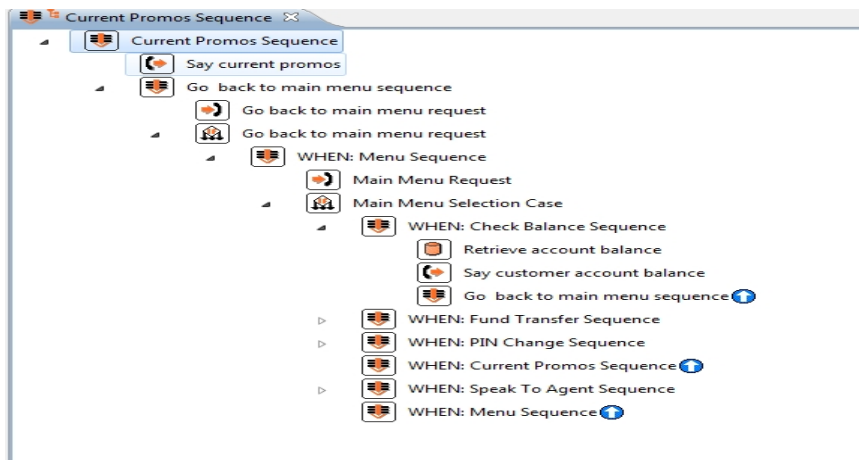 Current Promos Sequence
Current Promos Sequence
Say current promos
Go back to main menu sequence
Go back to main menu request
Go back to main menu request
WHEN: Menu Sequence
Main Menu Request
Main Menu Selection Case
WHEN: Check Balance Sequence
Retrieve account balance
Say customer account balance
Go back to main menu sequence
WHEN: Fund Transfer Sequence
WHEN: PIN Change Sequence
WHEN: Current Promos Sequence
WHEN: Speak To Agent Sequence
WHEN: Menu Sequence